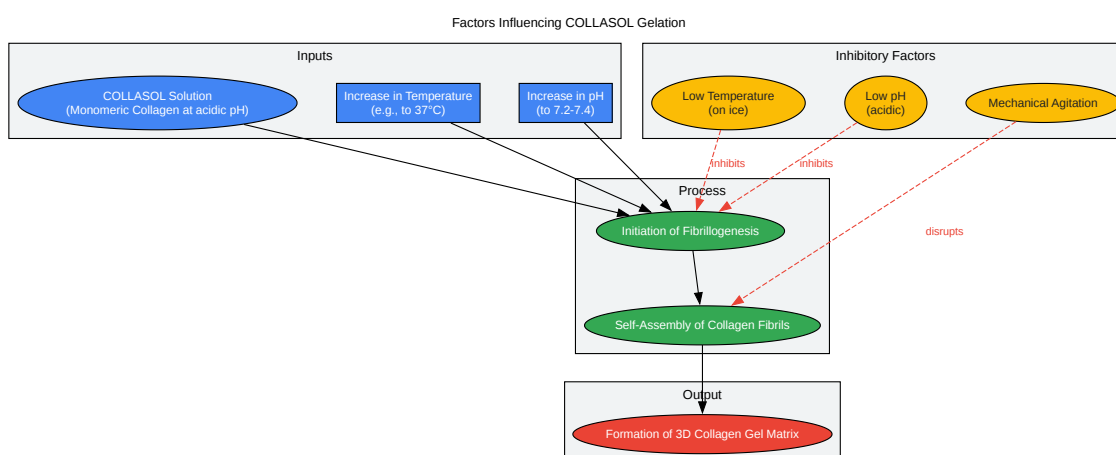 Factors Influencing COLLASOL Gelation
Inputs
COLLASOL Solution
(Monomeric Collagen at acidic pH)
Increase in Temperature
(e.g., to 37°C)
Increase in pH
(to 7.2-7.4)
Inhibitory Factors
Low Temperature
(on ice)
Low pH
(acidic)
Mechanical Agitation
inhibits
inhibits
Process
Initiation of Fibrillogenesis
disrupts
Self-Assembly of Collagen Fibrils
Output
Formation of 3D Collagen Gel Matrix